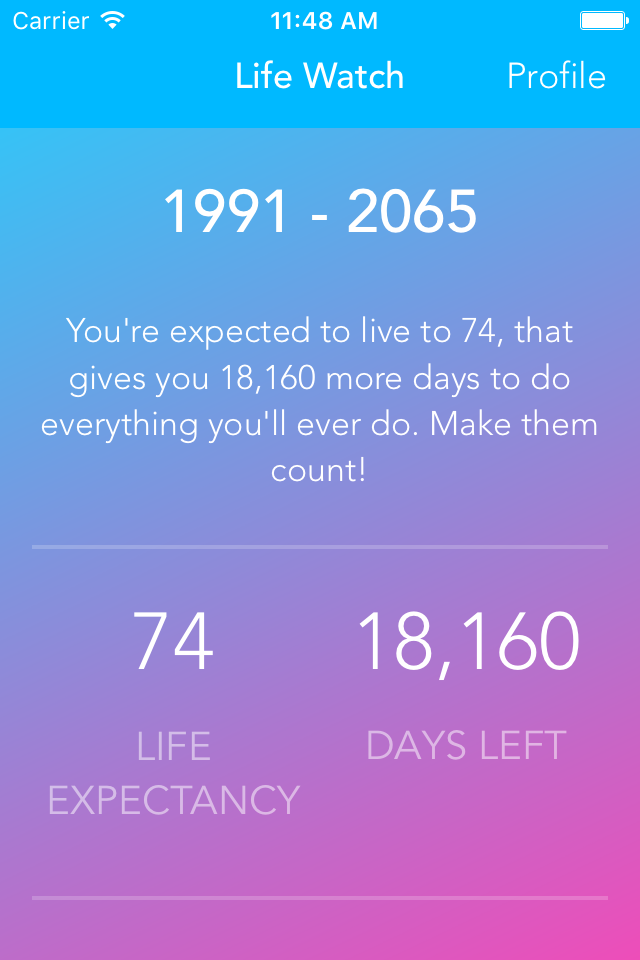 Carrier 11:48 AM
Life Watch Profile
1991 - 2065
You're expected to live to 74, that
gives you 18,160 more days to do
everything you'll ever do. Make them
count!
74 18,160
LIFE DAYS LEFT
EXPECTANCY